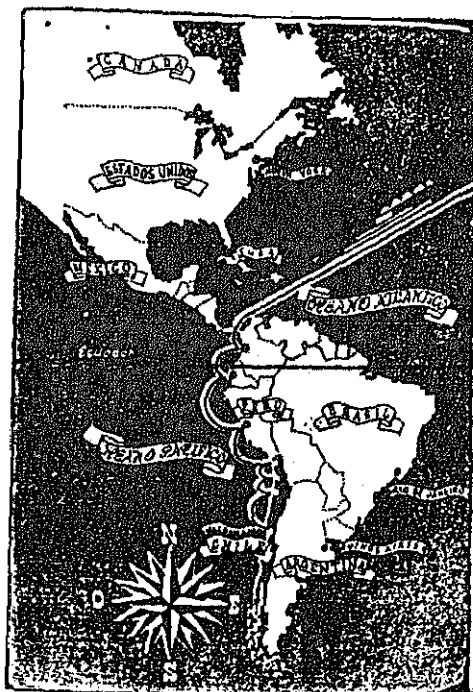 CANADA
ESTADOS UNIDOS
NUEVA YORK
CUBA
MEXICO
OCEANO ATLANTICO
Ecuador
PERU
BRASIL
OCEANO PACIFICO
RIO DE JANEIRO
VALPARAISO
CHILE
BUENOS AIRES
ARGENTINA
N
O
E
S